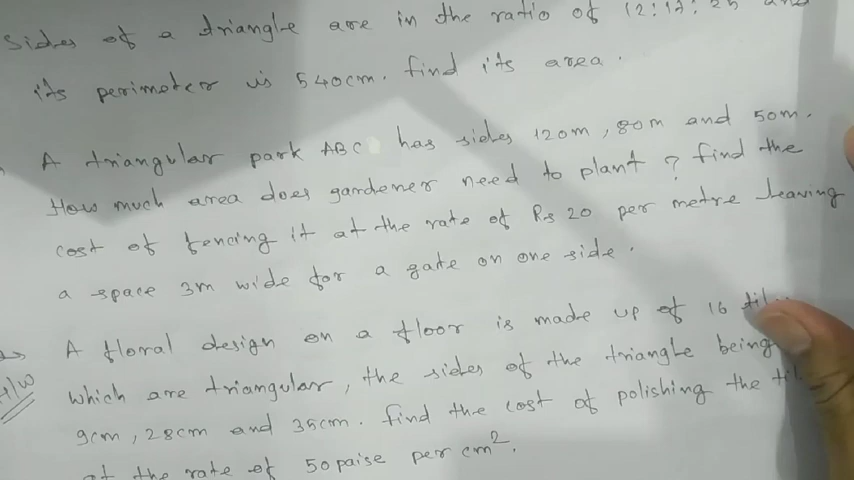 Sides of a triangle are in the ratio of 12:17:25 and
its perimeter is 540cm. find its area.
A triangular park ABC has sides 120m, 80m and 50m.
How much area does gardener need to plant? find the
cost of fencing it at the rate of Rs 20 per metre leaving
a space 3m wide for a gate on one side.
A floral design on a floor is made up of 16
which are triangular, the sides of the triangle being
H/W
9cm, 28cm and 35cm. find the cost of polishing the
at the rate of 50 paise per cm².